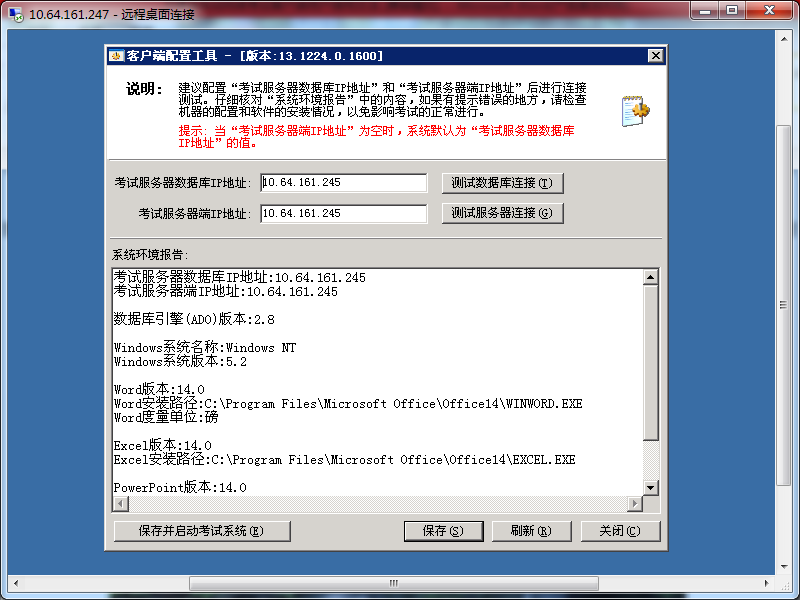 10.64.161.247 - 远程桌面连接
客户端配置工具 - [版本:13.1224.0.1600]
说明：
建议配置“考试服务器数据库IP地址”和“考试服务器端IP地址”后进行连接
测试。仔细核对“系统环境报告”中的内容，如果有提示错误的地方，请检查
机器的配置和软件的安装情况，以免影响考试的正常进行。
提示: 当“考试服务器端IP地址”为空时，系统默认为“考试服务器数据库
IP地址”的值。
考试服务器数据库IP地址: 10.64.161.245 测试数据库连接(T)
考试服务器端IP地址: 10.64.161.245 测试服务器连接(G)
系统环境报告:
考试服务器数据库IP地址:10.64.161.245
考试服务器端IP地址:10.64.161.245
数据库引擎(ADO)版本:2.8
Windows系统名称:Windows NT
Windows系统版本:5.2
Word版本:14.0
Word安装路径:C:\Program Files\Microsoft Office\Office14\WINWORD.EXE
Word度量单位:磅
Excel版本:14.0
Excel安装路径:C:\Program Files\Microsoft Office\Office14\EXCEL.EXE
PowerPoint版本:14.0
保存并启动考试系统(E) 保存(S) 刷新(R) 关闭(C)